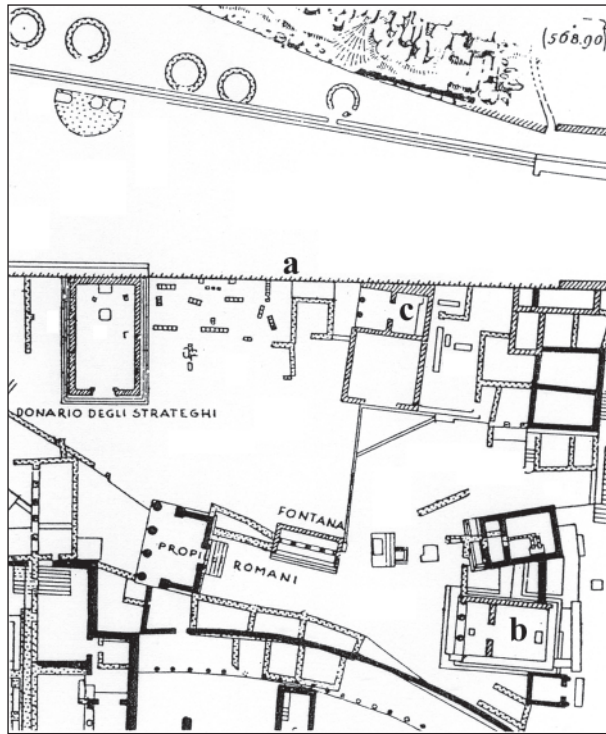 (568.90)
a
c
DONARIO DEGLI STRATEGHI
FONTANA
PROPI
ROMANI
b